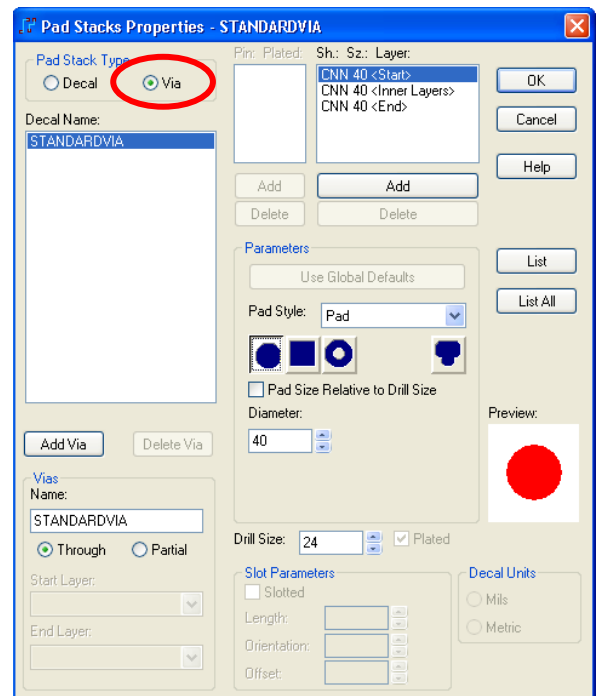 Pad Stacks Properties - STANDARDVIA
Pad Stack Type
Decal Via
Decal Name:
STANDARDVIA
Add Via Delete Via
Vias
Name:
STANDARDVIA
Through Partial
Start Layer:
End Layer:
Pin: Plated: Sh.: Sz.: Layer:
CNN 40 <Start>
CNN 40 <Inner Layers>
CNN 40 <End>
Add Add
Delete Delete
Parameters
Use Global Defaults
Pad Style: Pad
Pad Size Relative to Drill Size
Diameter:
40
Drill Size: 24 Plated
Slot Parameters
Slotted
Length:
Orientation:
Offset:
OK
Cancel
Help
List
List All
Preview:
Decal Units
Mils
Metric